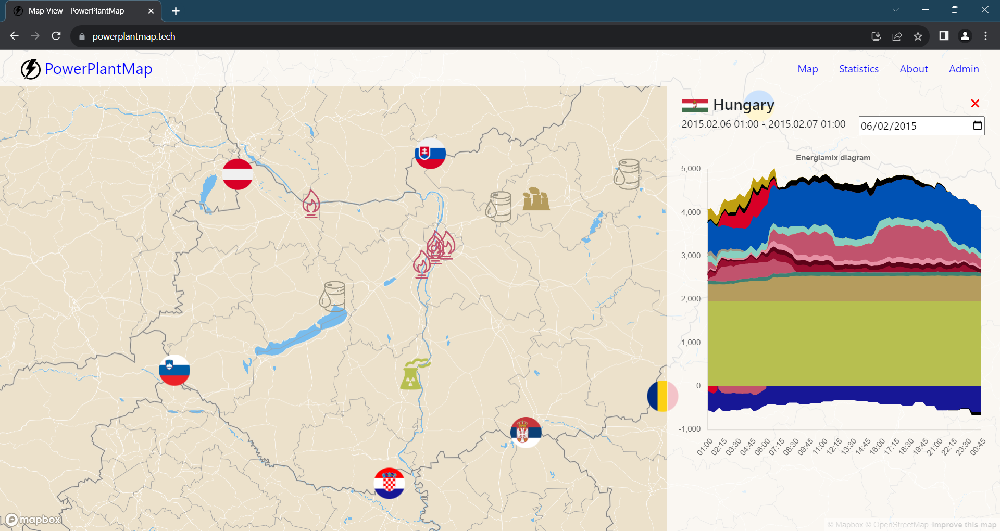 Map View - PowerPlantMap
powerplantmap.tech
PowerPlantMap
Map Statistics About Admin
Hungary
2015.02.06 01:00 - 2015.02.07 01:00
06/02/2015
Energiamix diagram
5,000
4,000
3,000
2,000
1,000
0
-1,000
01:00 02:15 03:30 04:45 06:00 07:15 08:30 09:45 11:00 12:15 13:30 14:45 16:00 17:15 18:30 19:45 21:00 22:15 23:30 00:45
mapbox
© Mapbox © OpenStreetMap Improve this map